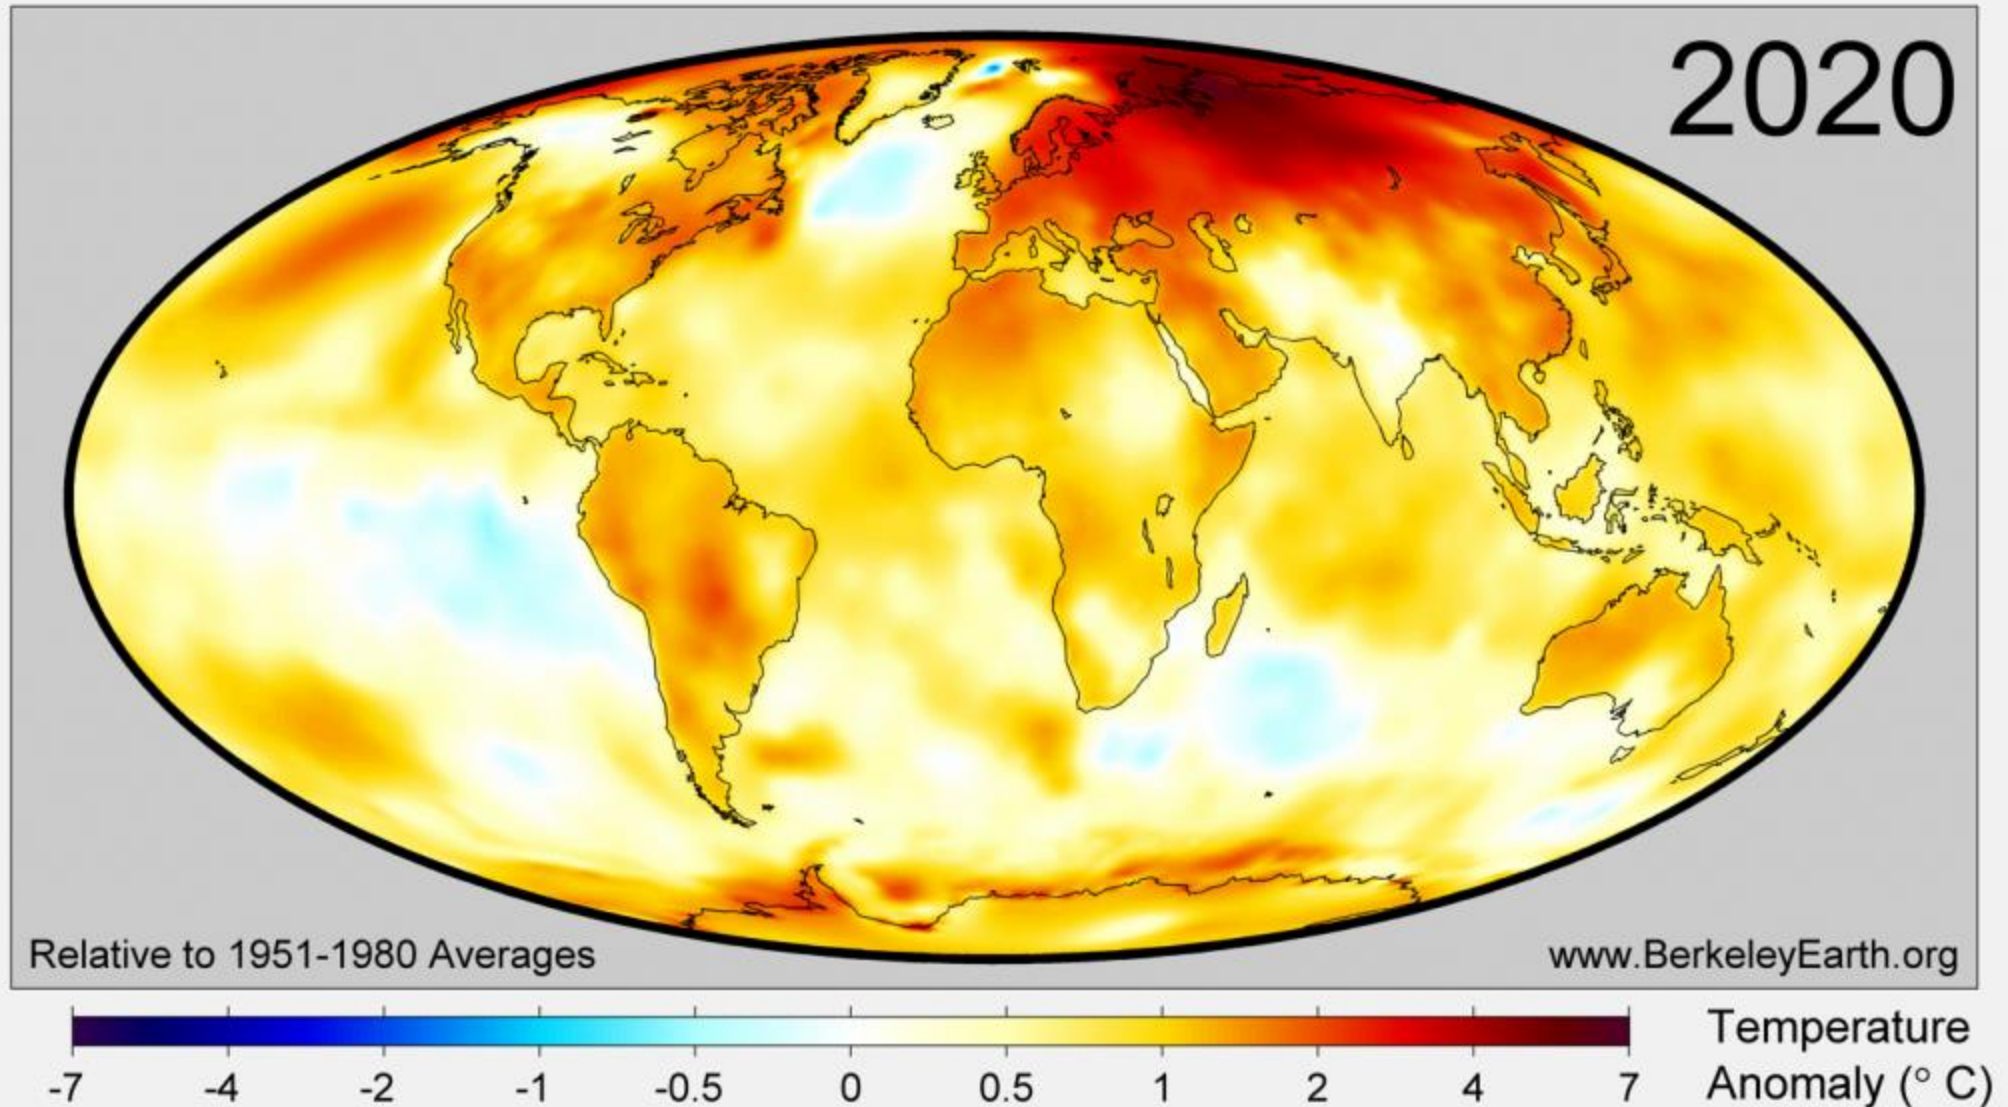 2020
Relative to 1951-1980 Averages
www.BerkeleyEarth.org
-7 -4 -2 -1 -0.5 0 0.5 1 2 4 7
Temperature
Anomaly (° C)